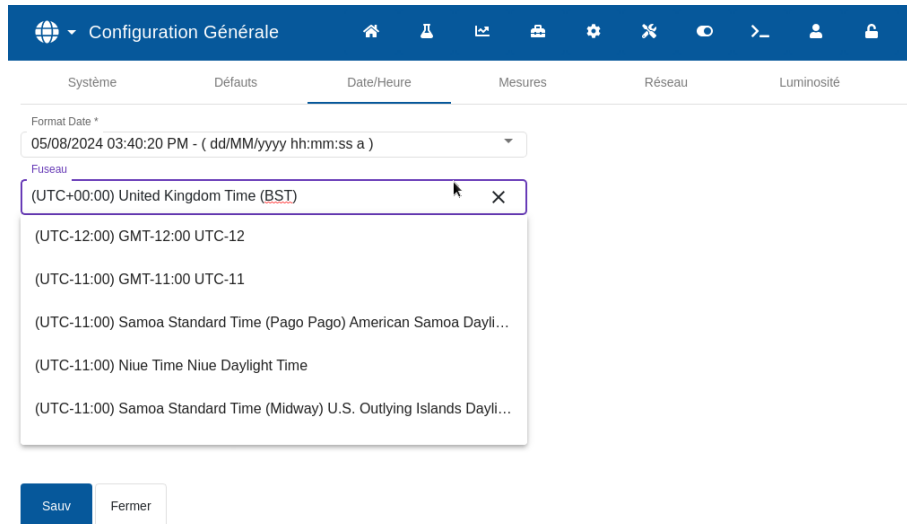 Configuration Générale
Système Défauts Date/Heure Mesures Réseau Luminosité
Format Date *
05/08/2024 03:40:20 PM - ( dd/MM/yyyy hh:mm:ss a )
Fuseau
(UTC+00:00) United Kingdom Time (BST)
(UTC-12:00) GMT-12:00 UTC-12
(UTC-11:00) GMT-11:00 UTC-11
(UTC-11:00) Samoa Standard Time (Pago Pago) American Samoa Dayli…
(UTC-11:00) Niue Time Niue Daylight Time
(UTC-11:00) Samoa Standard Time (Midway) U.S. Outlying Islands Dayli…
Sauv Fermer